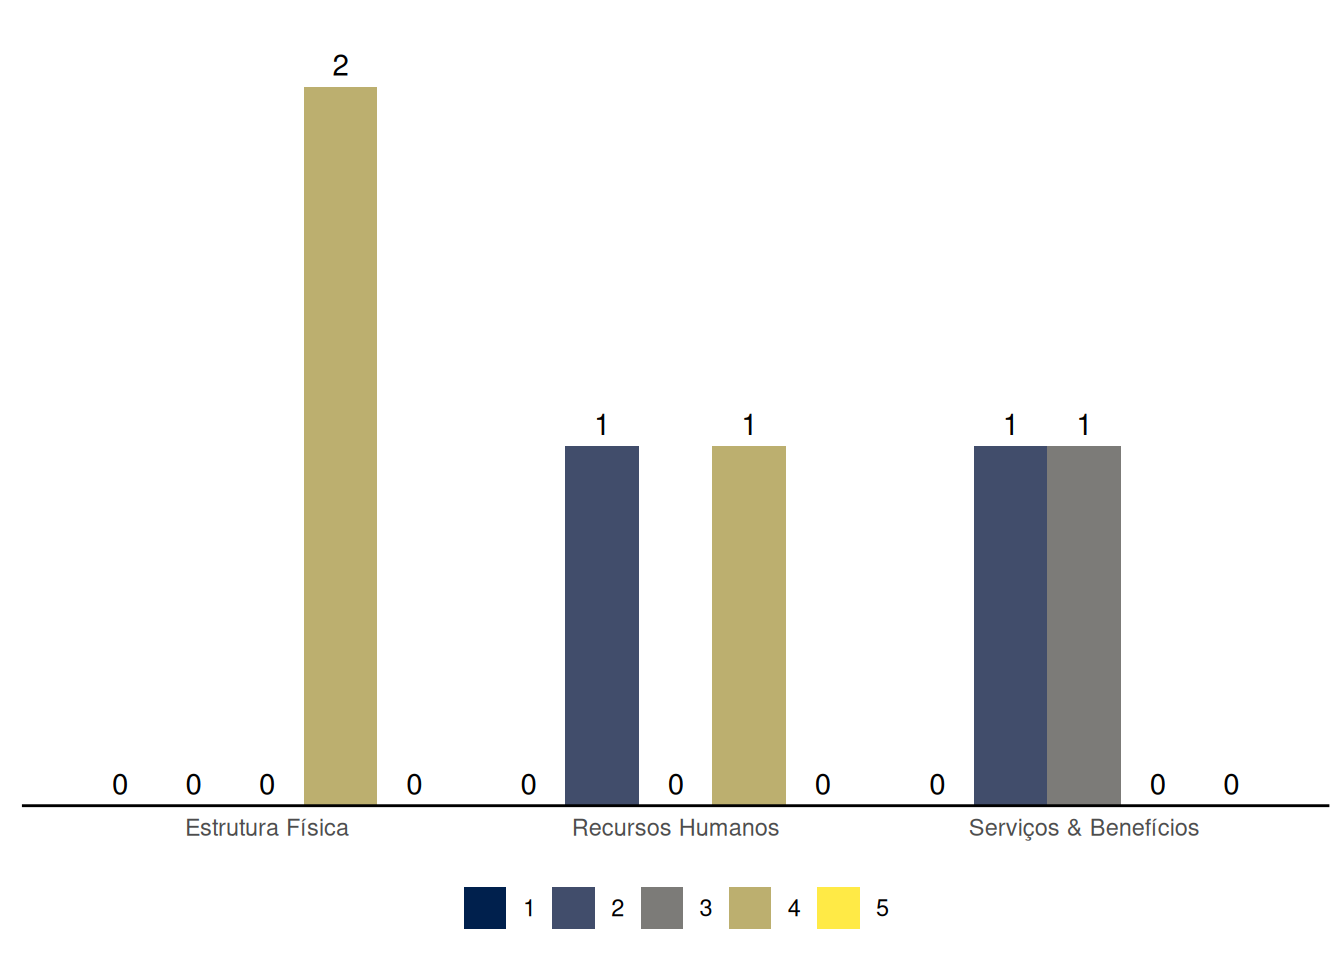 2
1 1 1 1
0 0 0 0 0 0 0 0 0 0
Estrutura Física Recursos Humanos Serviços & Benefícios
1 2 3 4 5